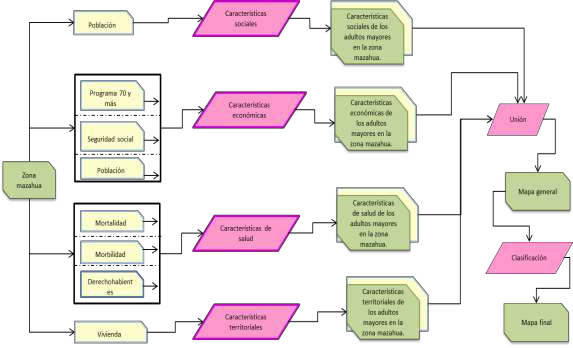 Población
Características
sociales
Características
sociales de los
adultos mayores
en la zona
mazahua.
Programa 70 y
más
Seguridad social
Población
Características
económicas
Características
económicas de
los adultos
mayores en la
zona mazahua.
Unión
Zona
mazahua
Mapa general
Mortalidad
Morbilidad
Derechohabient
es
Características de
salud
Características
de salud de los
adultos mayores
en la zona
mazahua.
Clasificación
Vivienda
Características
territoriales
Características
territoriales de
los adultos
mayores en la
zona mazahua.
Mapa final